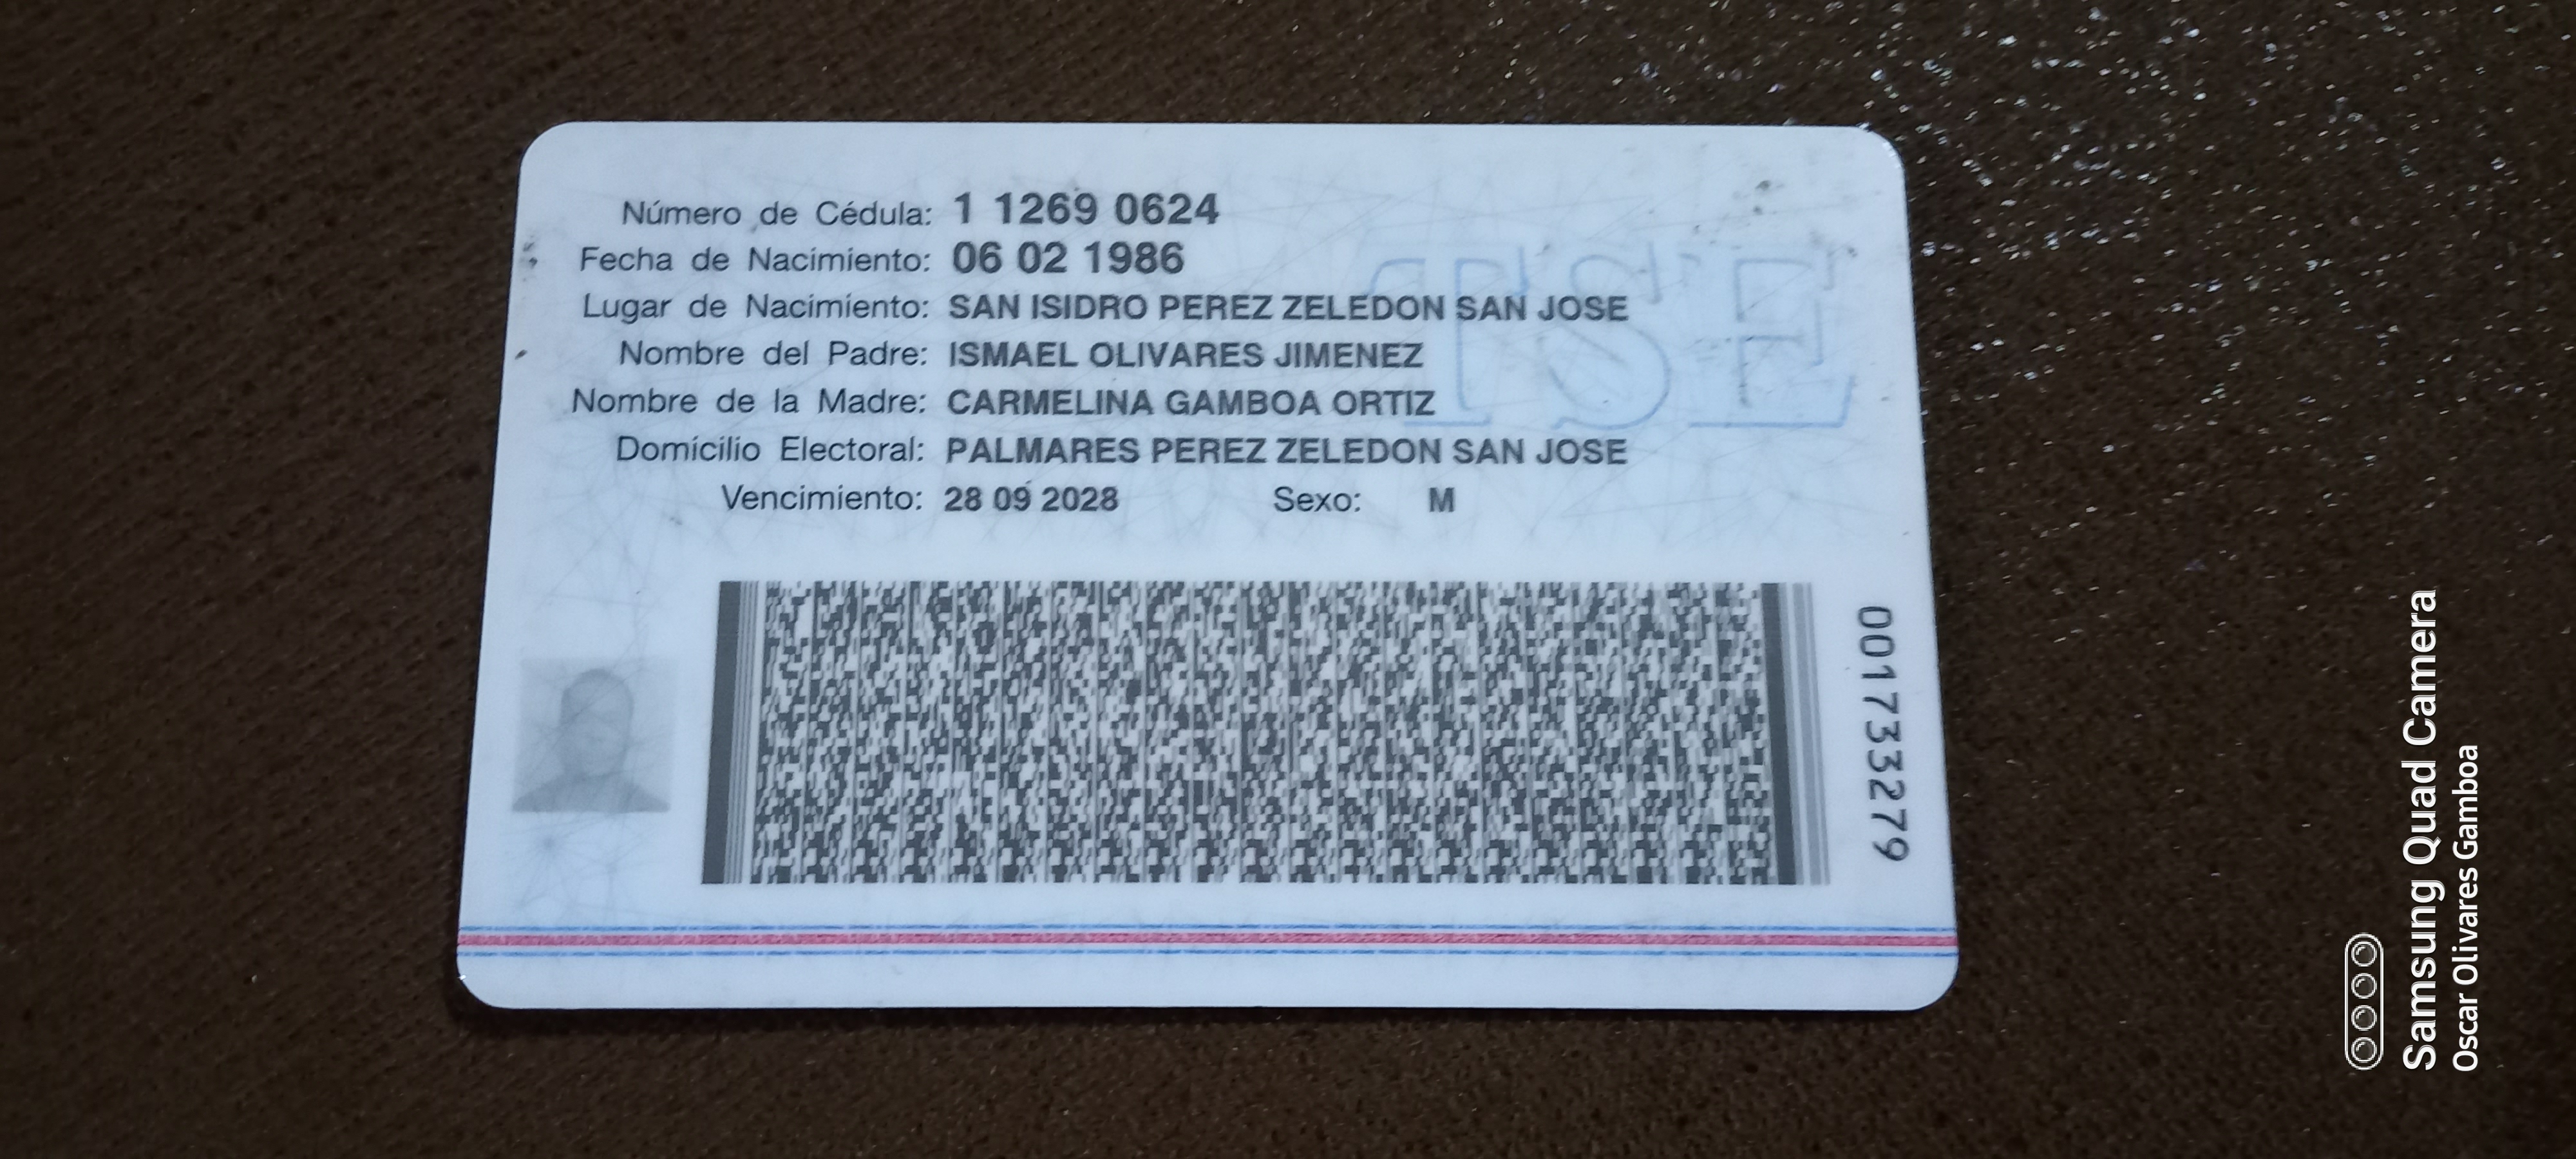 Número de Cédula: 1 1269 0624
Fecha de Nacimiento: 06 02 1986
Lugar de Nacimiento: SAN ISIDRO PEREZ ZELEDON SAN JOSE
Nombre del Padre: ISMAEL OLIVARES JIMENEZ
Nombre de la Madre: CARMELINA GAMBOA ORTIZ
Domicilio Electoral: PALMARES PEREZ ZELEDON SAN JOSE
Vencimiento: 28 09 2028 Sexo: M
TSE
001733279
Samsung Quad Camera
Oscar Olivares Gamboa